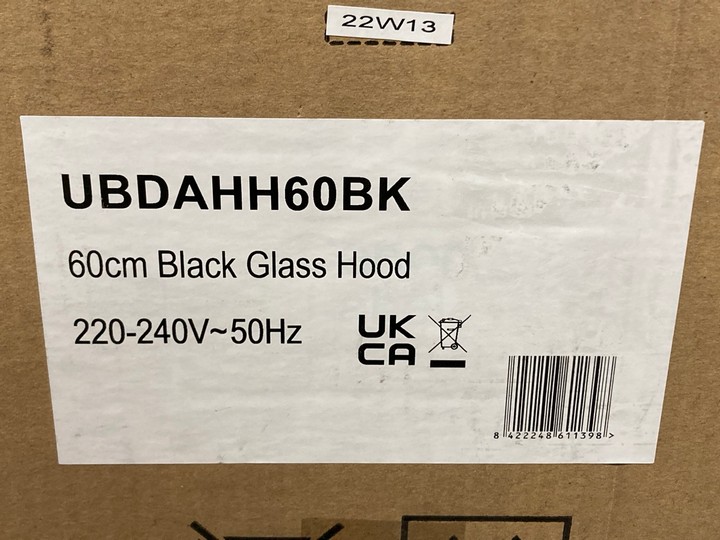 22W13
UBDAHH60BK
60cm Black Glass Hood
220-240V~50Hz
UK
CA
8 422248 611398 >